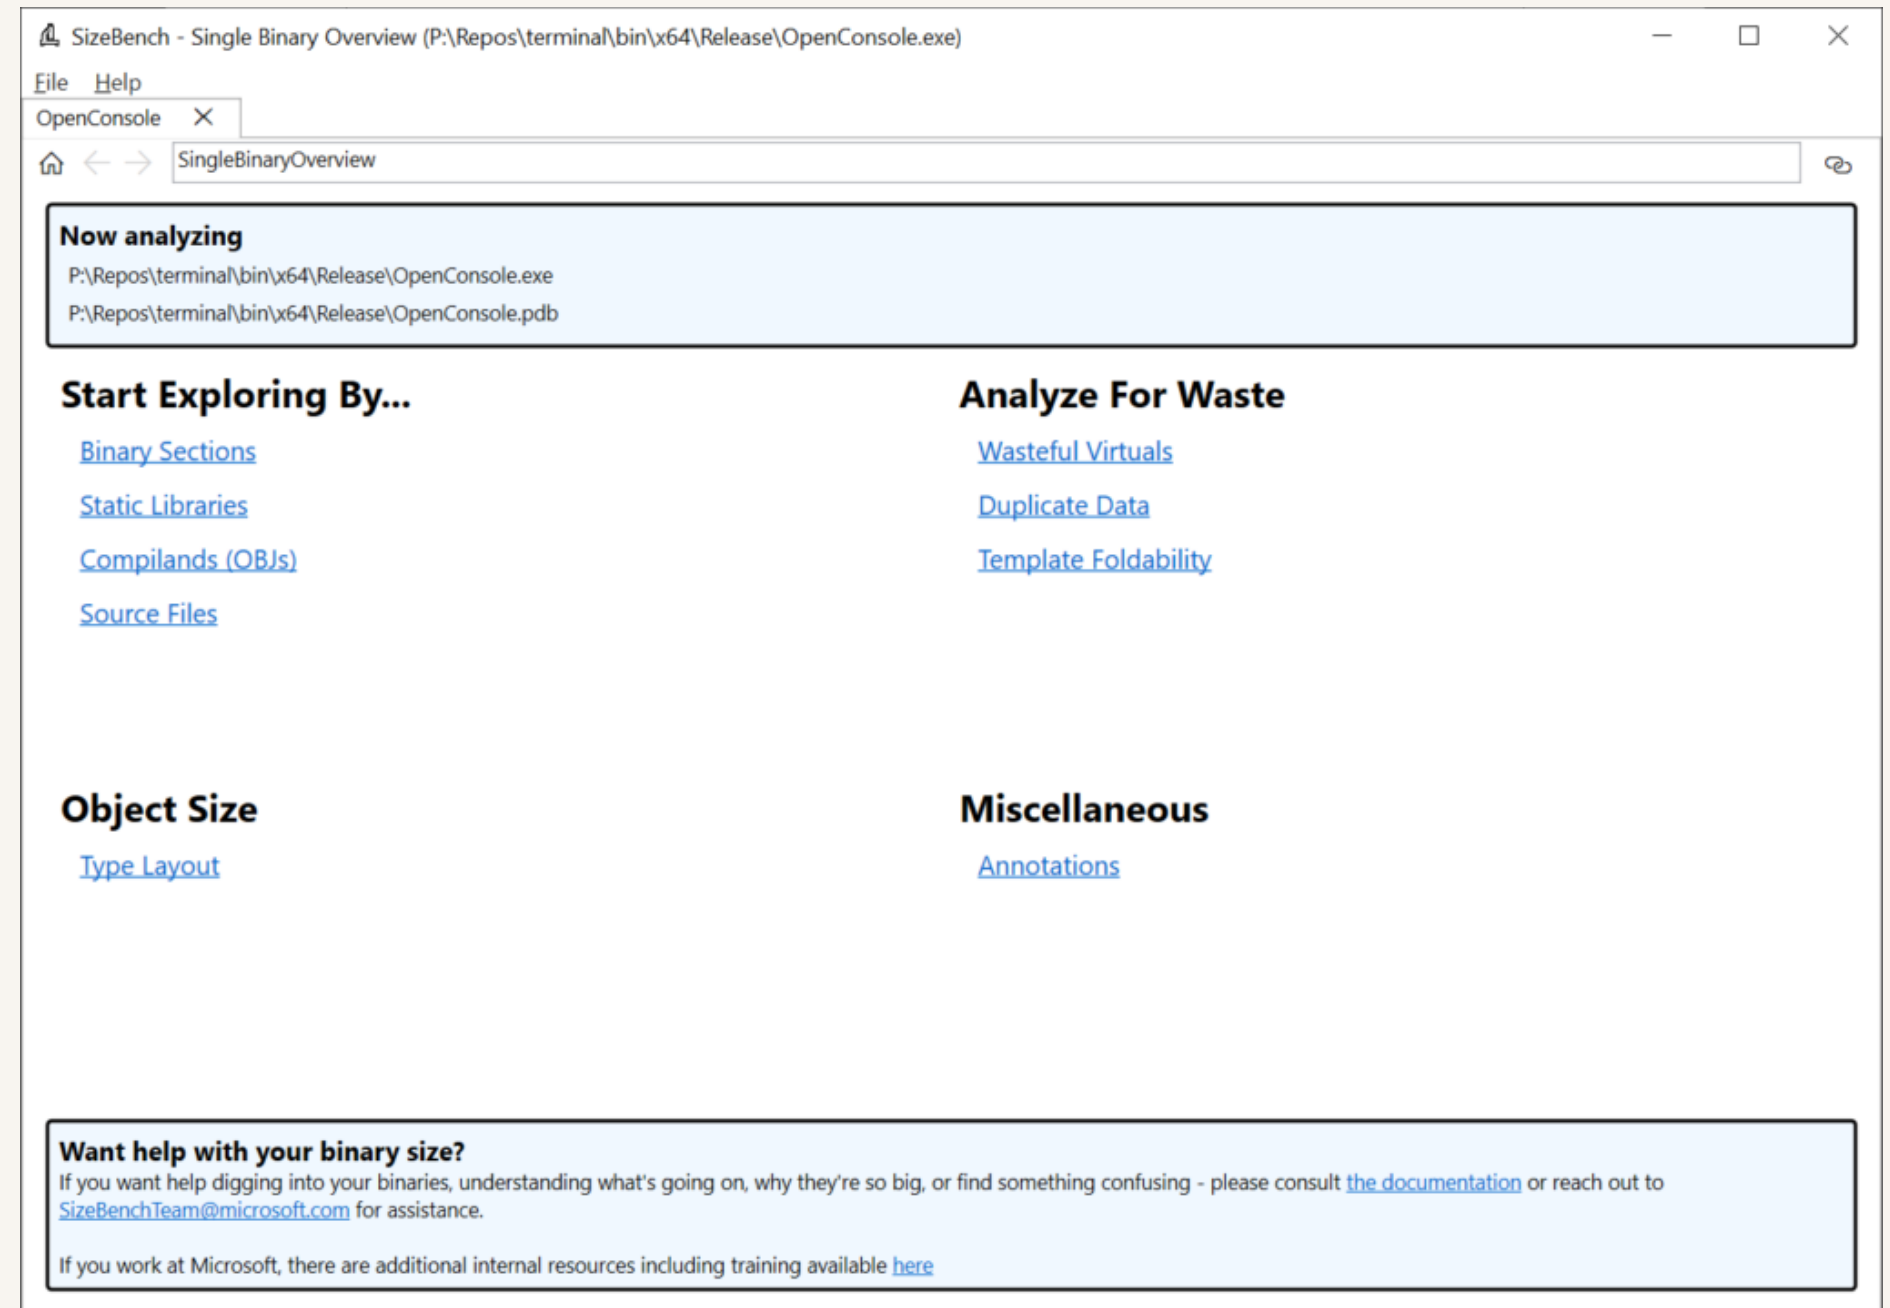 SizeBench - Single Binary Overview (P:\Repos\terminal\bin\x64\Release\OpenConsole.exe)
File Help
OpenConsole
SingleBinaryOverview
Now analyzing
P:\Repos\terminal\bin\x64\Release\OpenConsole.exe
P:\Repos\terminal\bin\x64\Release\OpenConsole.pdb
Start Exploring By...
Binary Sections
Static Libraries
Compilands (OBJs)
Source Files
Analyze For Waste
Wasteful Virtuals
Duplicate Data
Template Foldability
Object Size
Type Layout
Miscellaneous
Annotations
Want help with your binary size?
If you want help digging into your binaries, understanding what's going on, why they're so big, or find something confusing - please consult the documentation or reach out to
SizeBenchTeam@microsoft.com for assistance.
If you work at Microsoft, there are additional internal resources including training available here